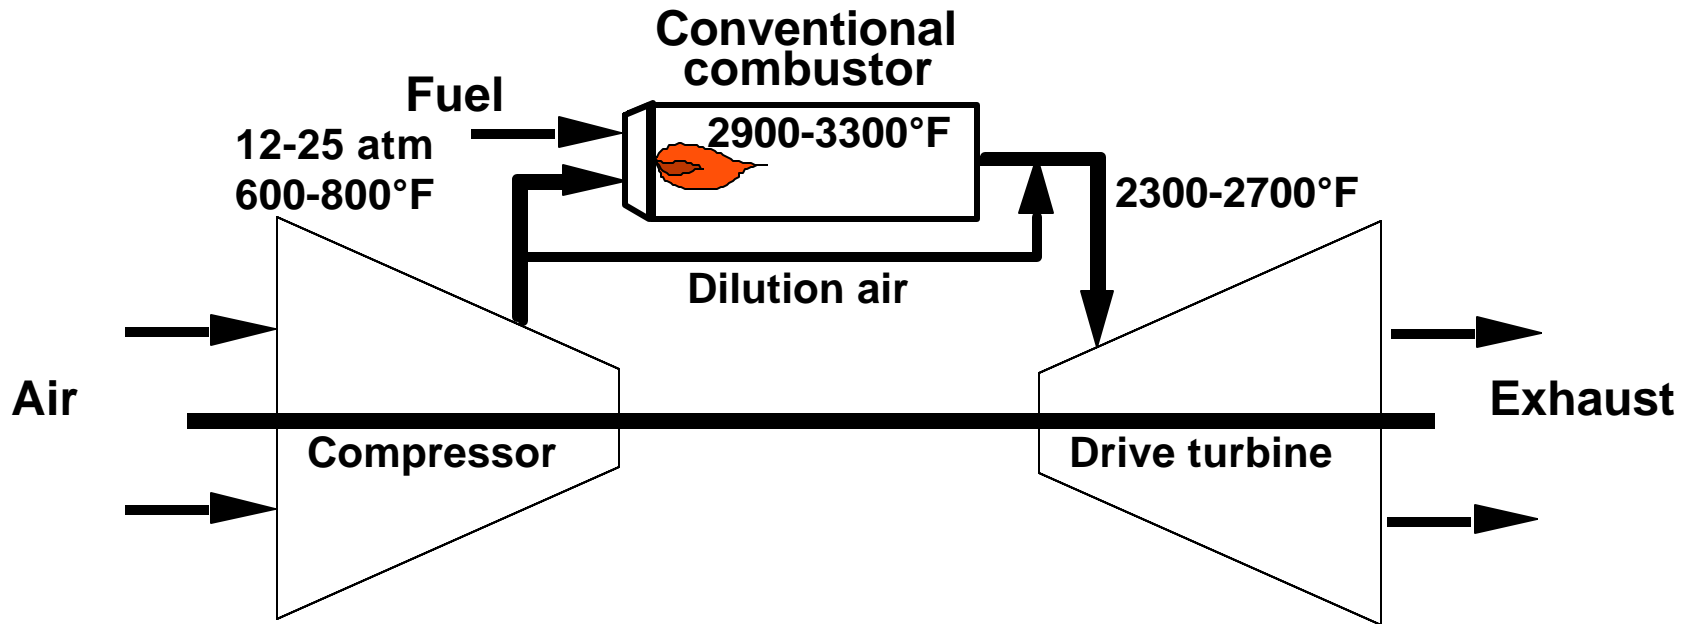 Conventional
combustor
Fuel
12-25 atm
600-800°F
2900-3300°F
2300-2700°F
Dilution air
Air
Exhaust
Compressor
Drive turbine